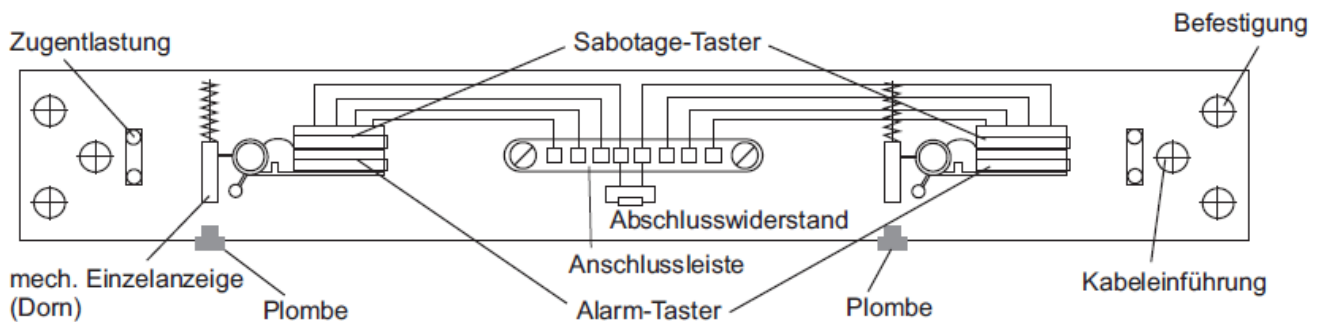 Befestigung
Zugentlastung
Sabotage-Taster
Abschlusswiderstand
Anschlussleiste
mech. Einzelanzeige
(Dorn)
Kabeleinführung
Plombe
Alarm-Taster
Plombe